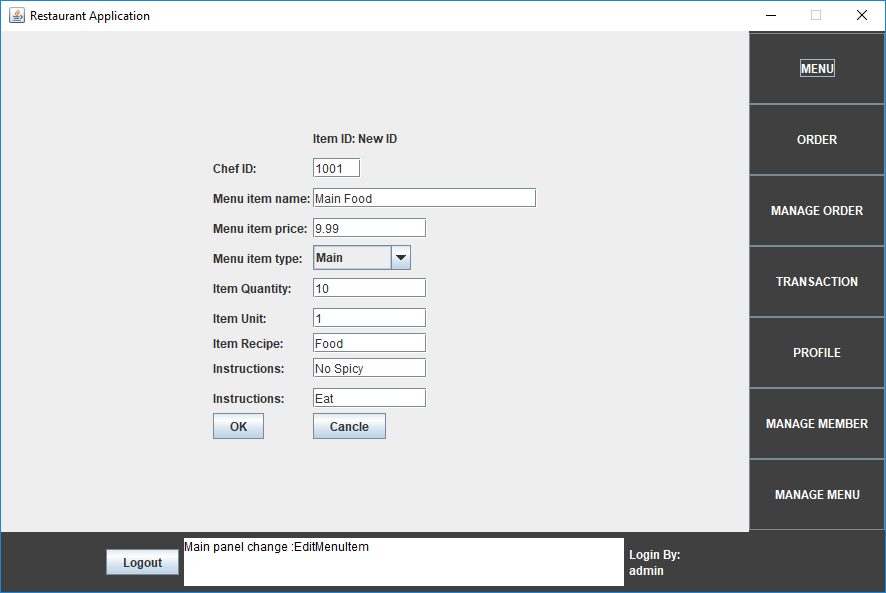 Restaurant Application
MENU
ORDER
MANAGE ORDER
TRANSACTION
PROFILE
MANAGE MEMBER
MANAGE MENU
Item ID: New ID
Chef ID: 1001
Menu item name: Main Food
Menu item price: 9.99
Menu item type: Main
Item Quantity: 10
Item Unit: 1
Item Recipe: Food
Instructions: No Spicy
Instructions: Eat
OK Cancle
Logout
Main panel change :EditMenuItem
Login By:
admin